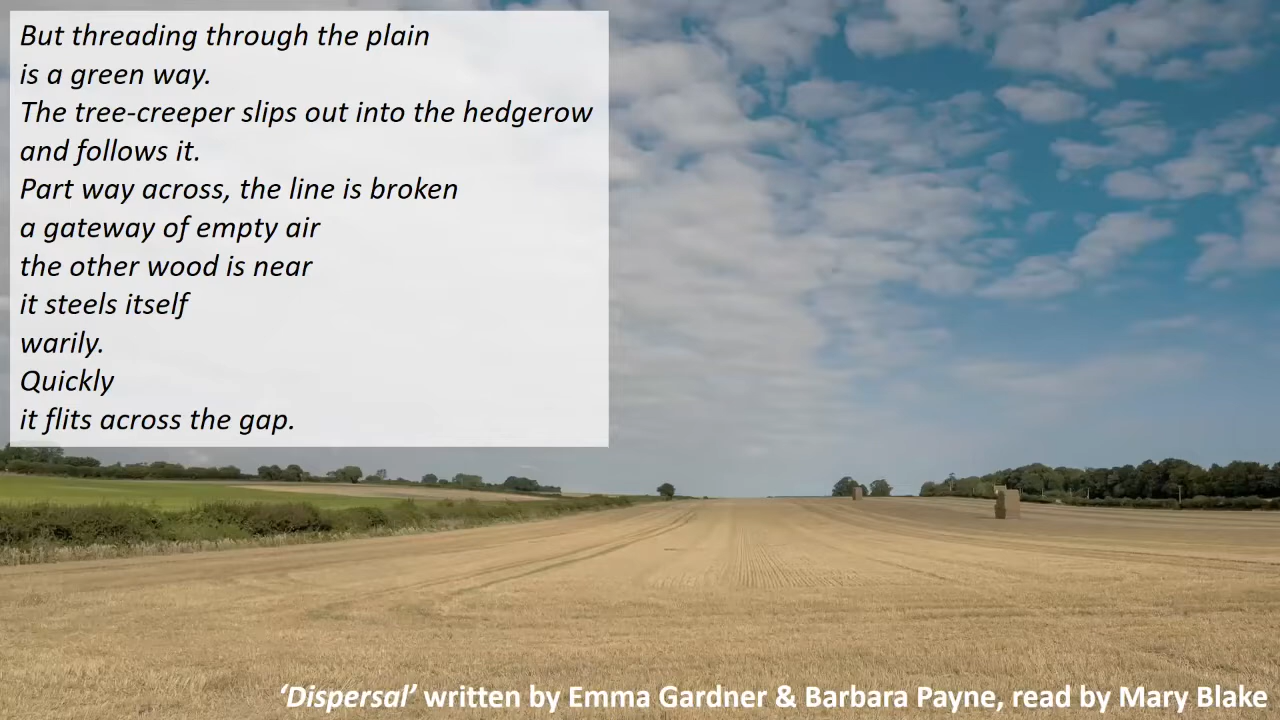 But threading through the plain
is a green way.
The tree-creeper slips out into the hedgerow
and follows it.
Part way across, the line is broken
a gateway of empty air
the other wood is near
it steels itself
warily.
Quickly
it flits across the gap.
‘Dispersal’ written by Emma Gardner & Barbara Payne, read by Mary Blake